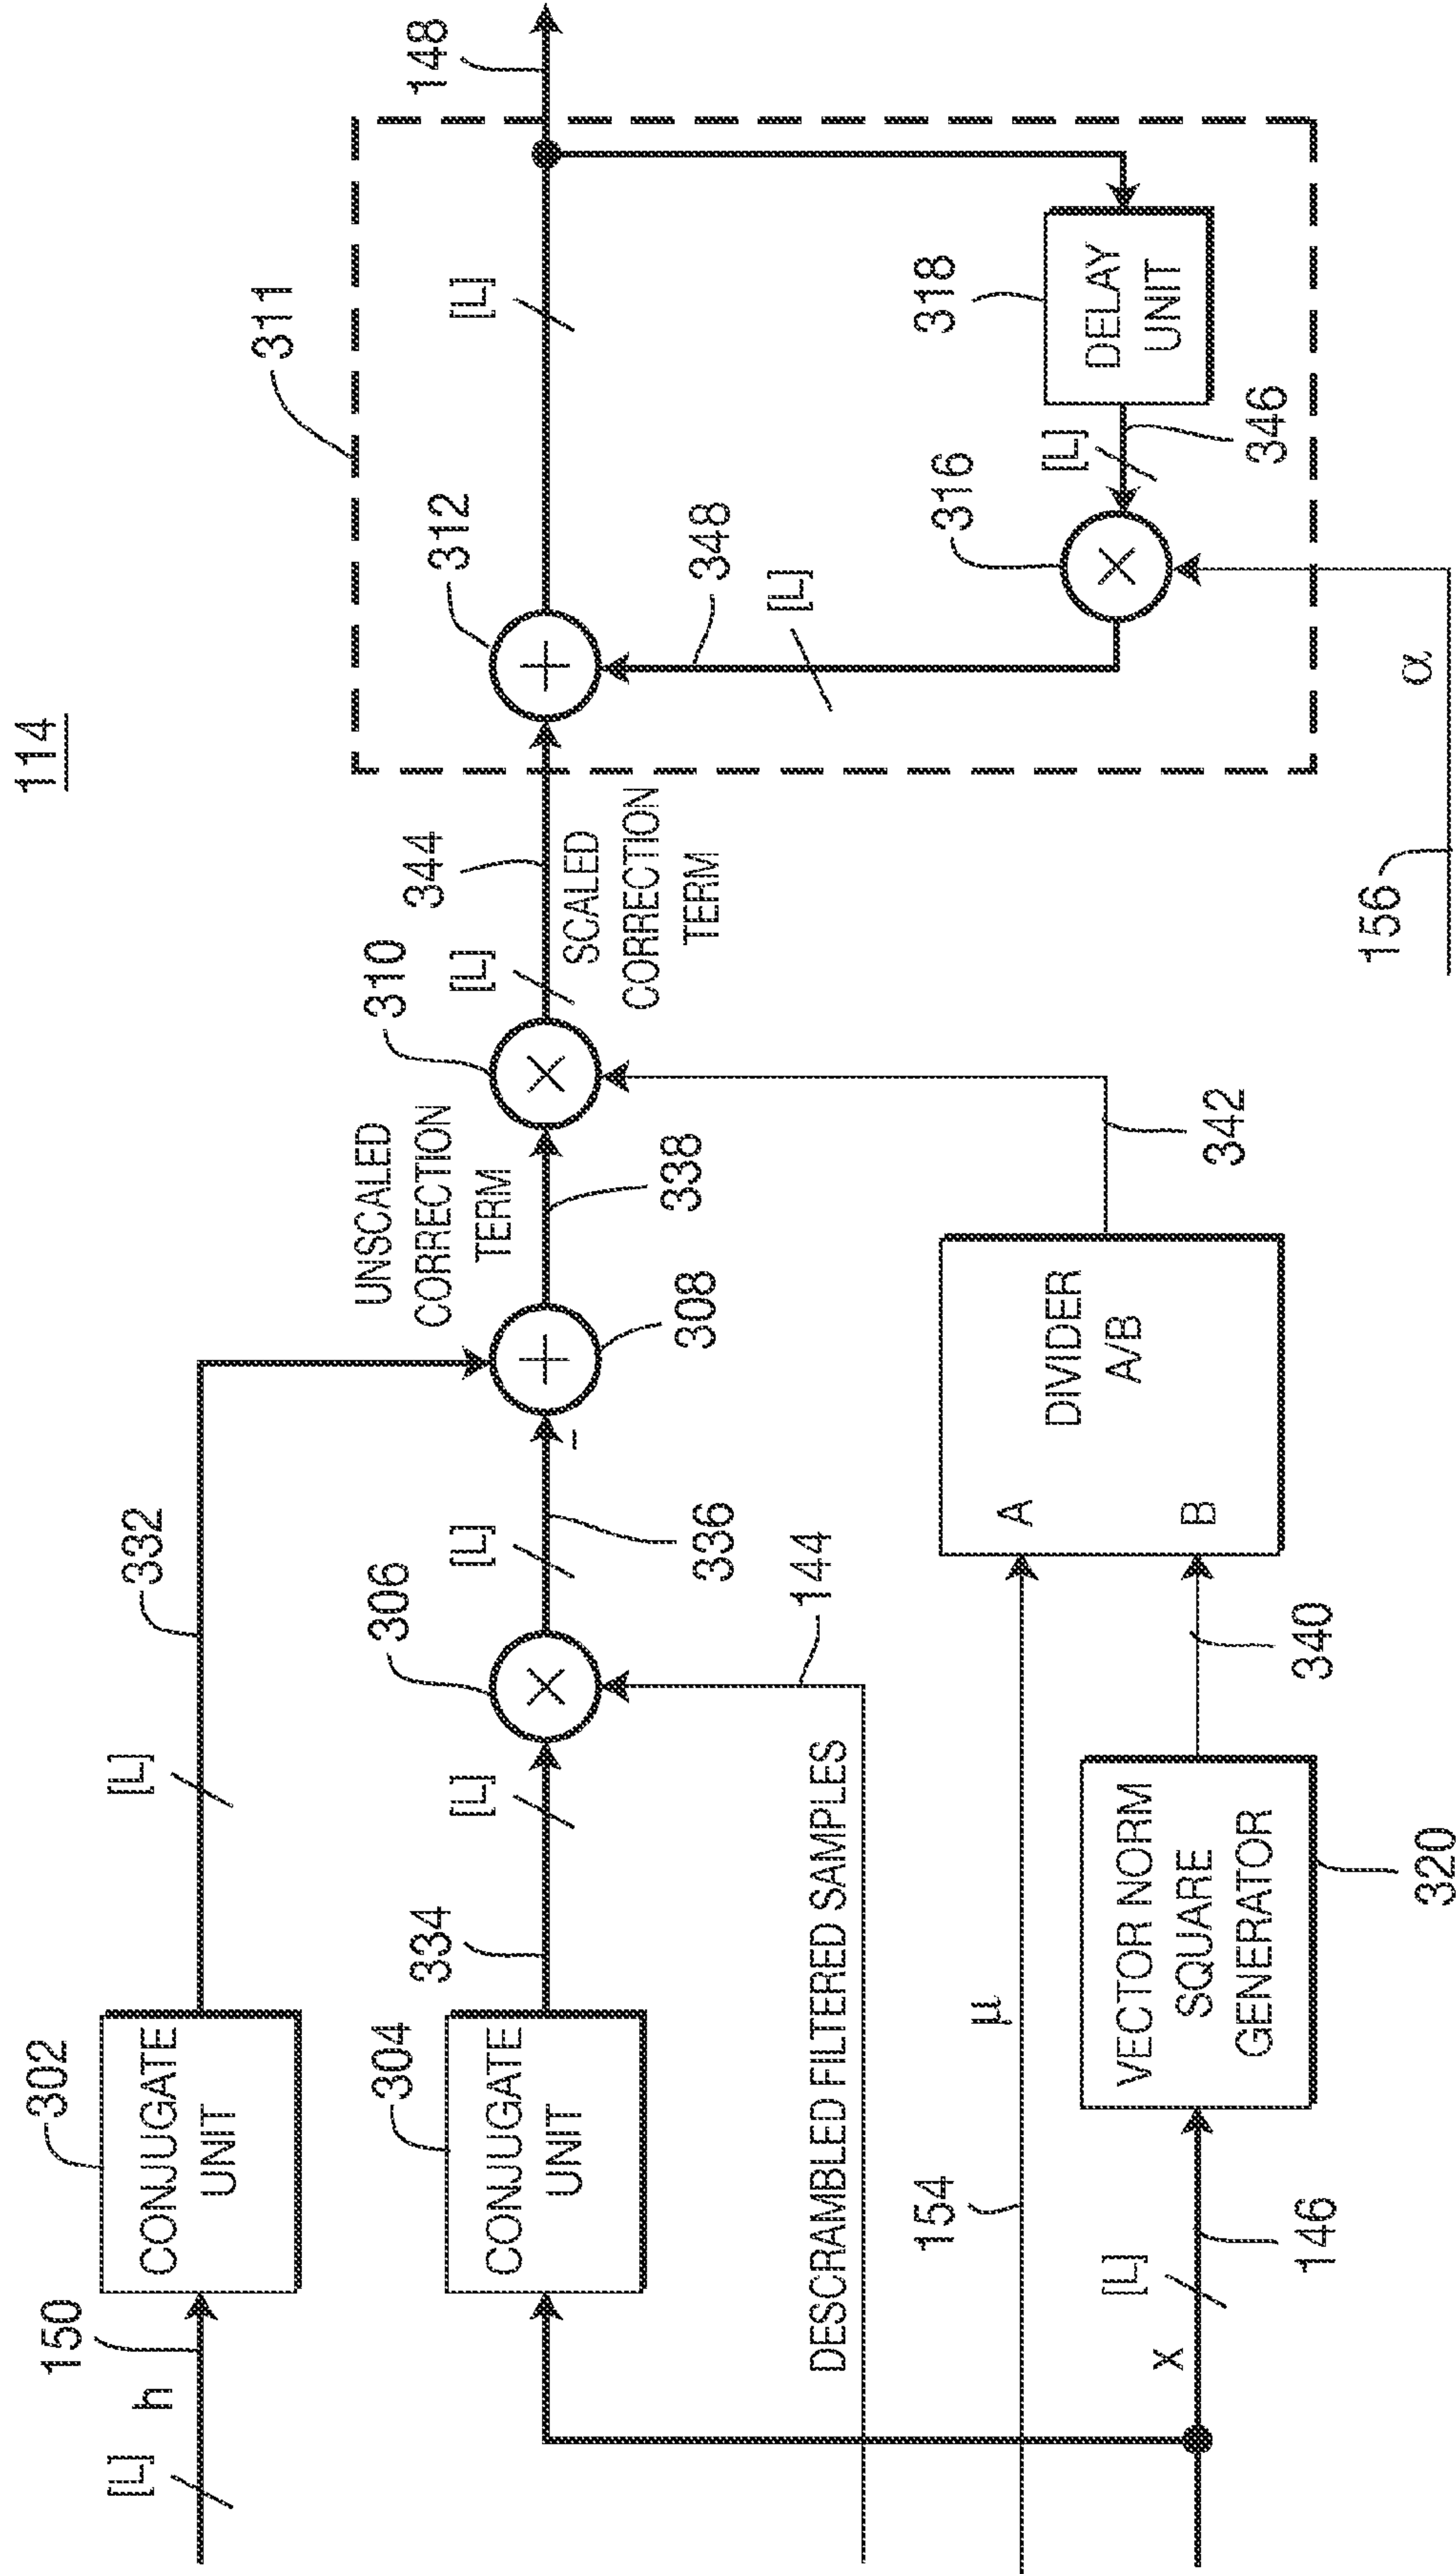 114
[L]
h
150
302
CONJUGATE
UNIT
[L]
332
304
CONJUGATE
UNIT
334
[L]
306
×
[L]
336
–
+
308
UNSCALED
CORRECTION
TERM
338
310
×
[L]
344
SCALED
CORRECTION
TERM
311
312
+
[L]
148
348
[L]
316
×
[L]
346
318
DELAY
UNIT
α
156
DESCRAMBLED FILTERED SAMPLES
144
154
μ
A
B
DIVIDER
A/B
342
X
[L]
146
VECTOR NORM
SQUARE
GENERATOR
320
340